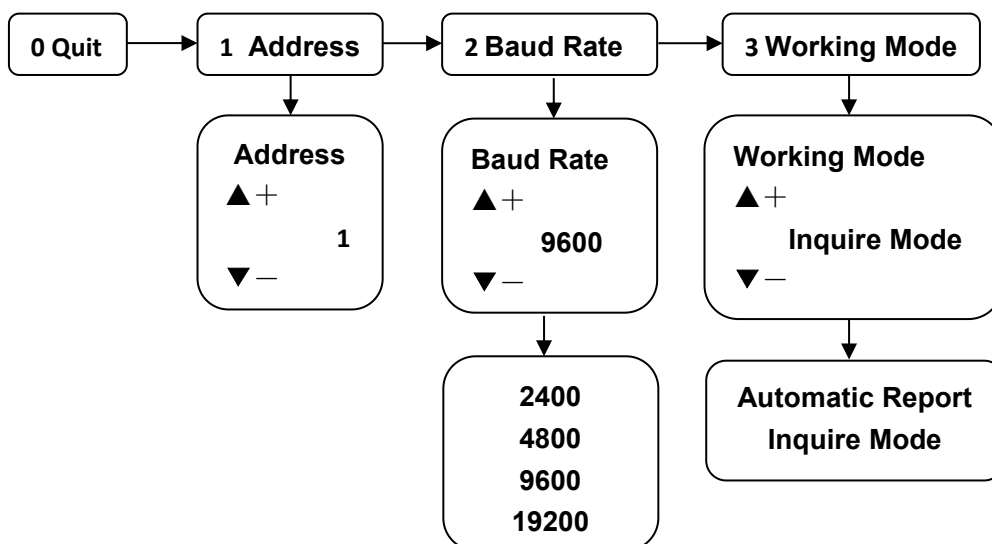 0 Quit
1 Address
2 Baud Rate
3 Working Mode
Address
▲+
1
▼−
Baud Rate
▲+
9600
▼−
Working Mode
▲+
Inquire Mode
▼−
2400
4800
9600
19200
Automatic Report
Inquire Mode